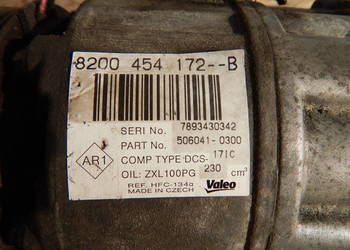 8200 454 172--B
SERI No. 7893430342
PART No. 506041-0300
COMP TYPE:DCS-17IC
OIL: ZXL100PG 230 cm³
REF. HFC-134a
MADE IN CZECH
AR1
Valeo